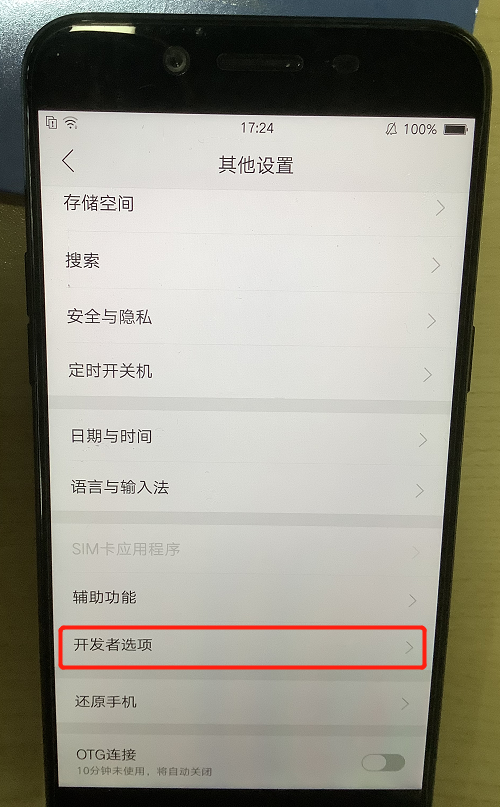 17:24
100%
其他设置
存储空间
搜索
安全与隐私
定时开关机
日期与时间
语言与输入法
SIM卡应用程序
辅助功能
开发者选项
还原手机
OTG连接
10分钟未使用，将自动关闭